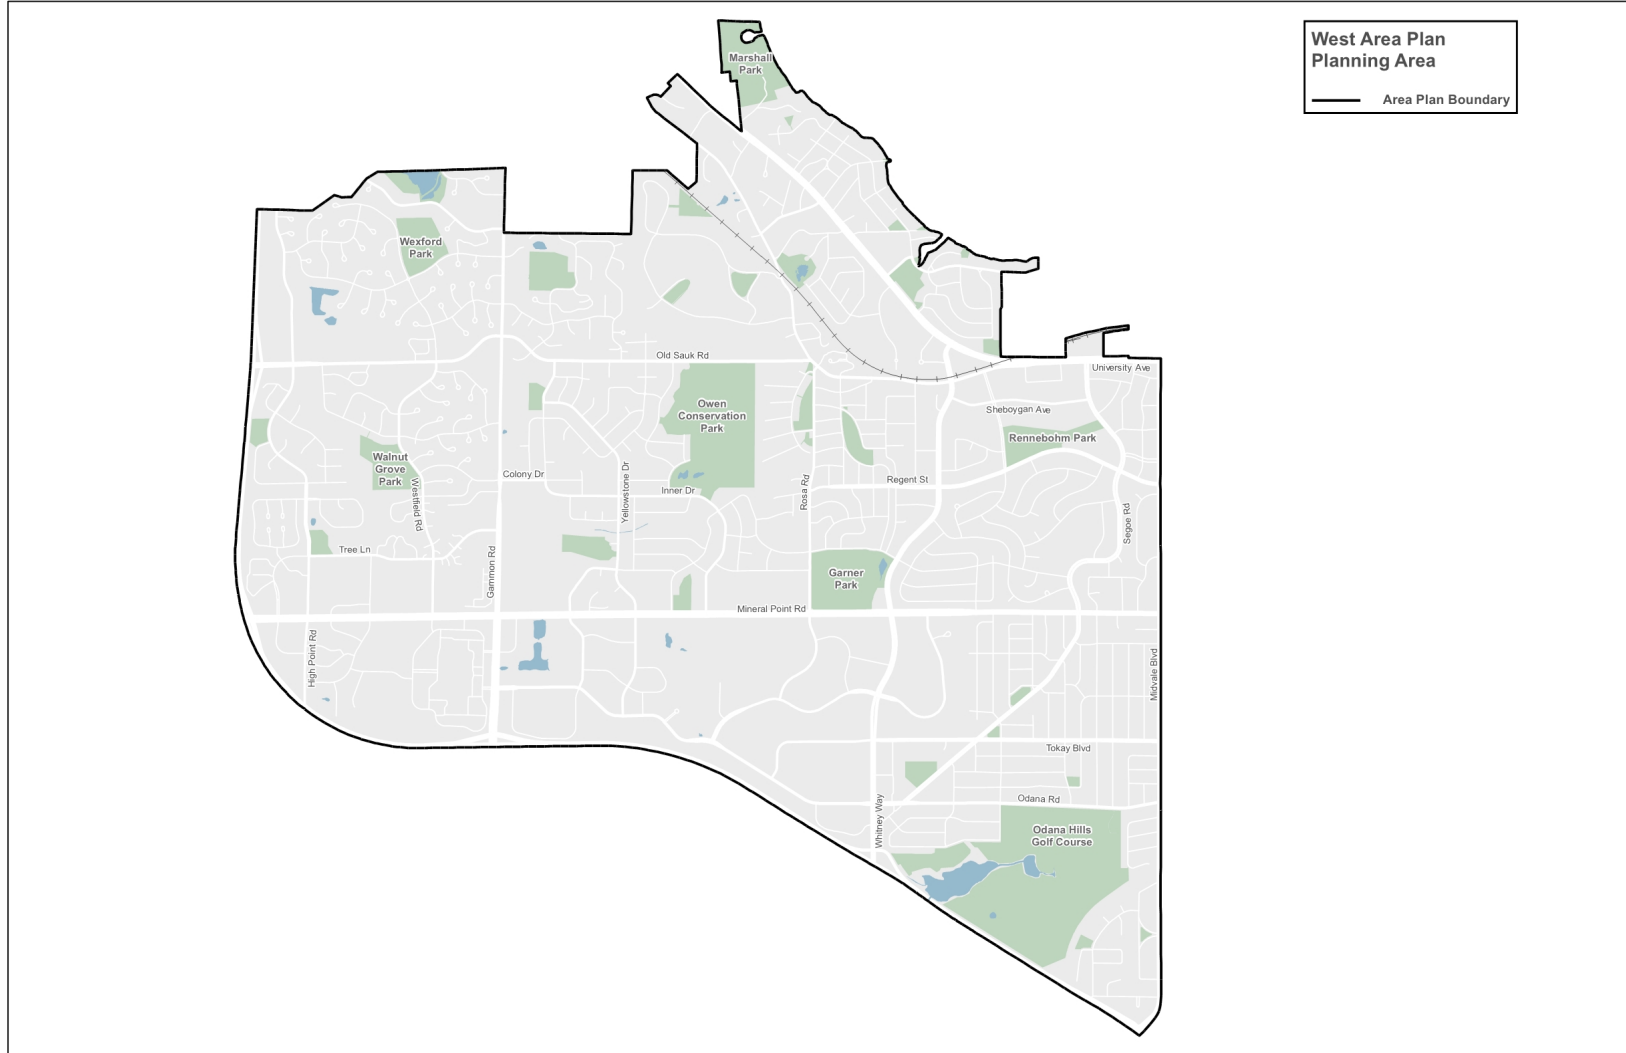 West Area Plan
Planning Area
Area Plan Boundary
Marshall
Park
Wexford
Park
Old Sauk Rd
University Ave
Owen
Conservation
Park
Sheboygan Ave
Rennebohm Park
Walnut
Grove
Park
Westfield Rd
Colony Dr
Yellowstone Dr
Inner Dr
Rosa Rd
Regent St
Segoe Rd
Tree Ln
Gammon Rd
Garner
Park
Mineral Point Rd
High Point Rd
Midvale Blvd
Tokay Blvd
Odana Rd
Whitney Way
Odana Hills
Golf Course